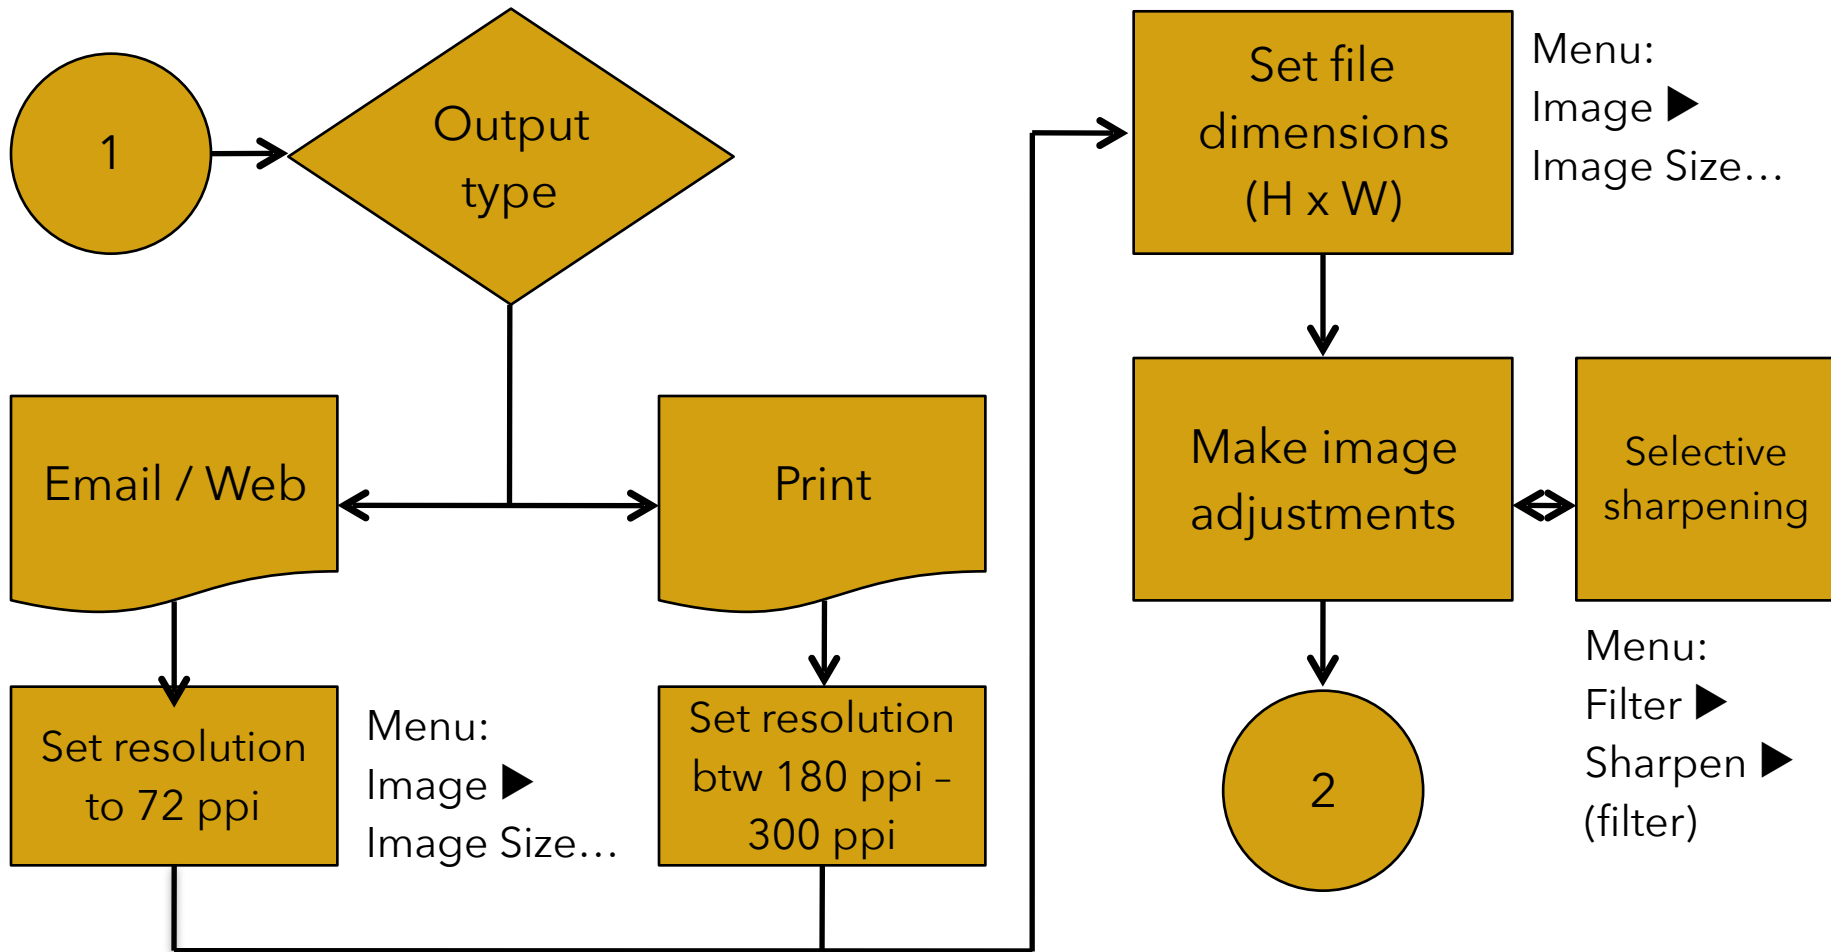 1
Output
type
Email / Web
Print
Set resolution
to 72 ppi
Menu:
Image ▶
Image Size...
Set resolution
btw 180 ppi –
300 ppi
Set file
dimensions
(H x W)
Menu:
Image ▶
Image Size...
Make image
adjustments
Selective
sharpening
Menu:
Filter ▶
Sharpen ▶
(filter)
2